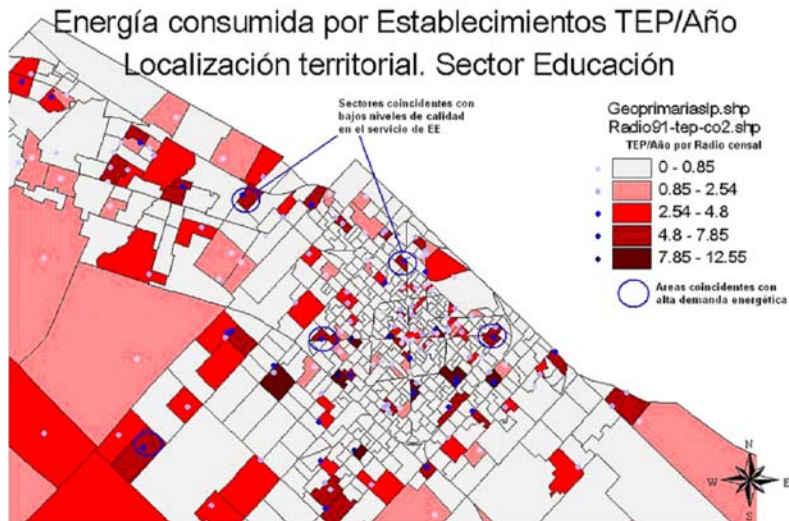 Energía consumida por Establecimientos TEP/Año
Localización territorial. Sector Educación
Sectores coincidentes con
bajos niveles de calidad
en el servicio de EE
Geoprimariaslp.shp
Radio91-tep-co2.shp
TEP/Año por Radio censal
0 - 0.85
0.85 - 2.54
2.54 - 4.8
4.8 - 7.85
7.85 - 12.55
Areas coincidentes con
alta demanda energética
N
W E
S